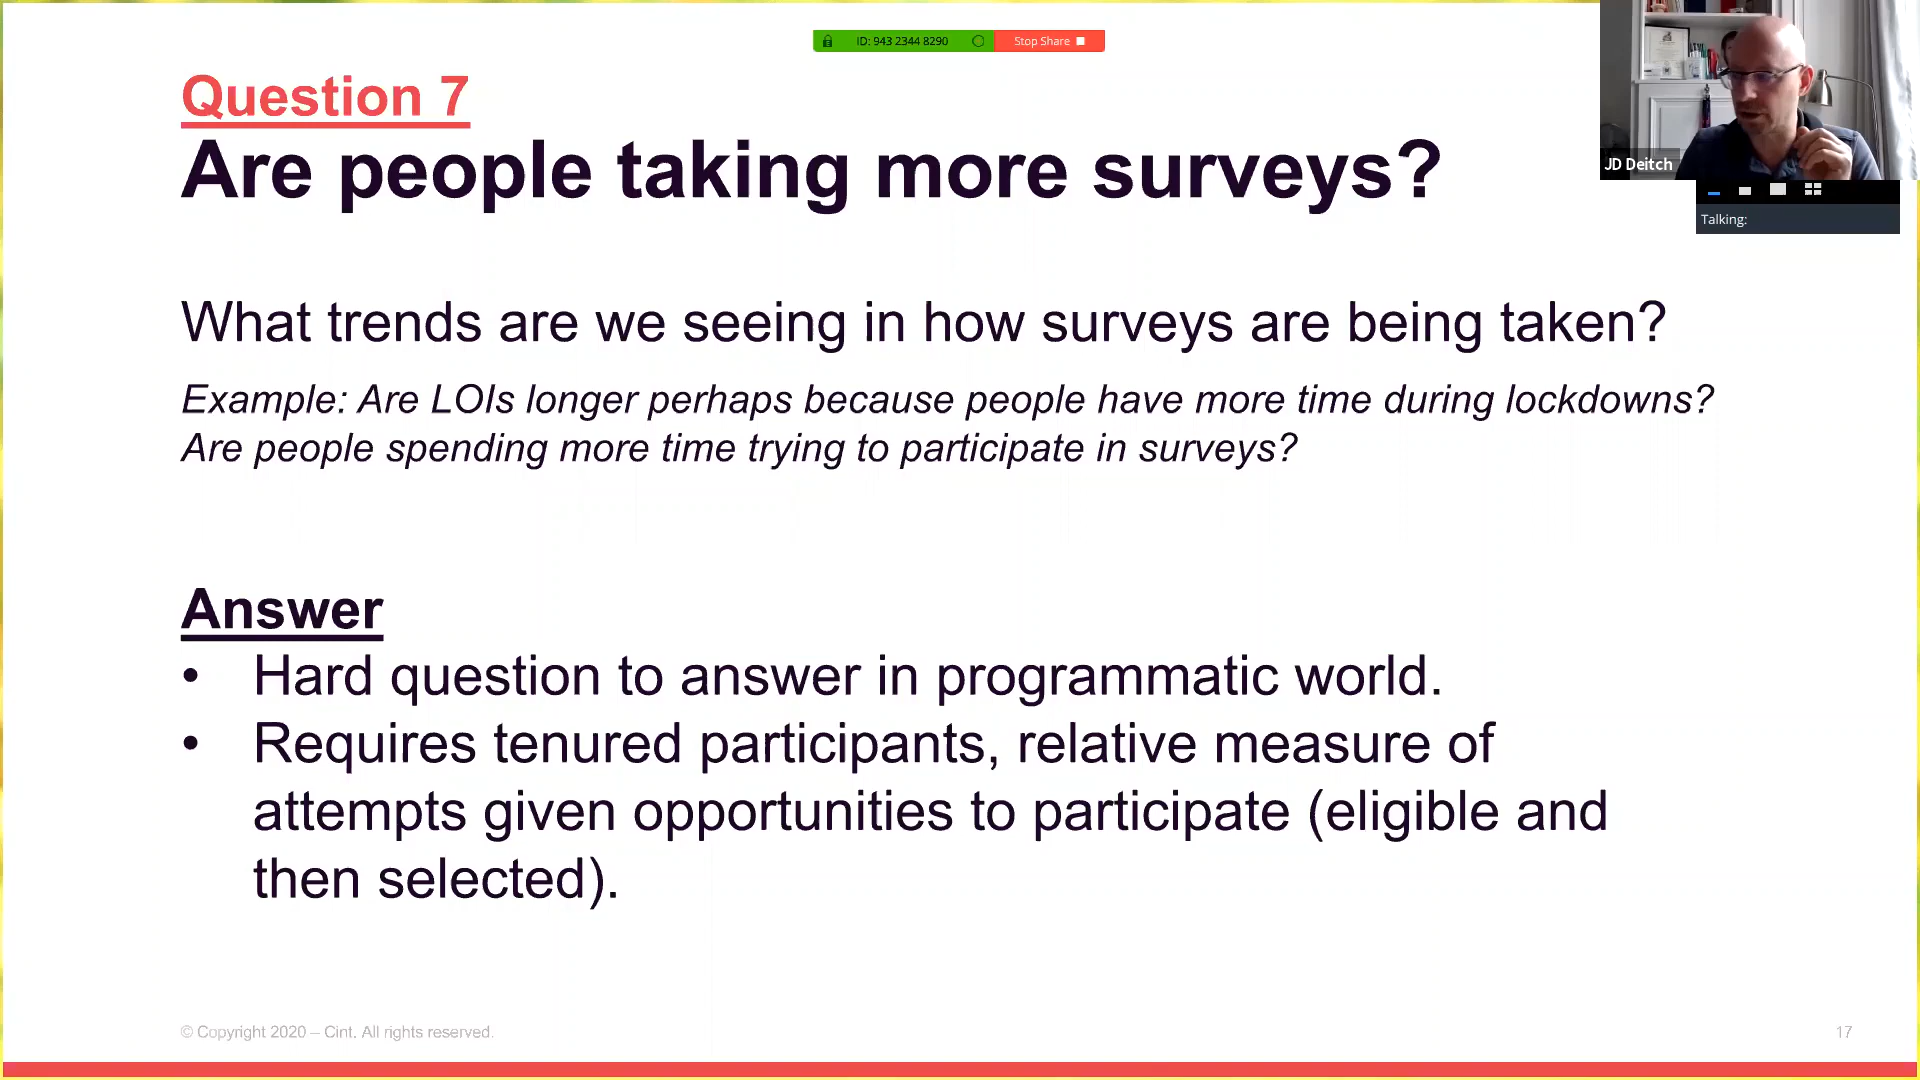 ID: 943 2344 8290
Stop Share
Question 7
Are people taking more surveys?
JD Deitch
Talking:
What trends are we seeing in how surveys are being taken?
Example: Are LOIs longer perhaps because people have more time during lockdowns?
Are people spending more time trying to participate in surveys?
Answer
• Hard question to answer in programmatic world.
• Requires tenured participants, relative measure of
attempts given opportunities to participate (eligible and
then selected).
© Copyright 2020 – Cint. All rights reserved.
17